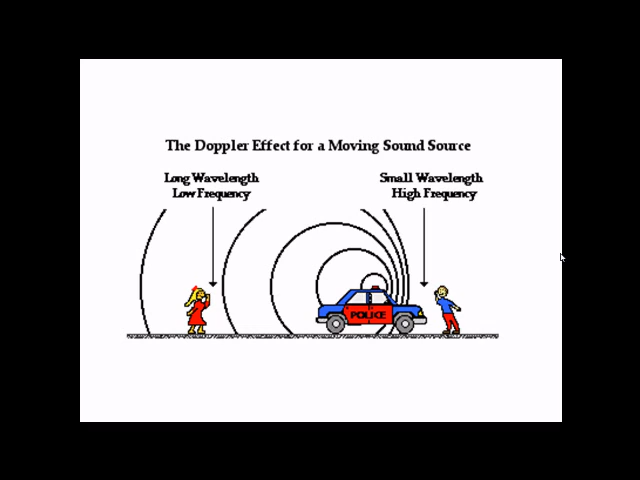 The Doppler Effect for a Moving Sound Source
Long Wavelength
Low Frequency
Small Wavelength
High Frequency
POLICE